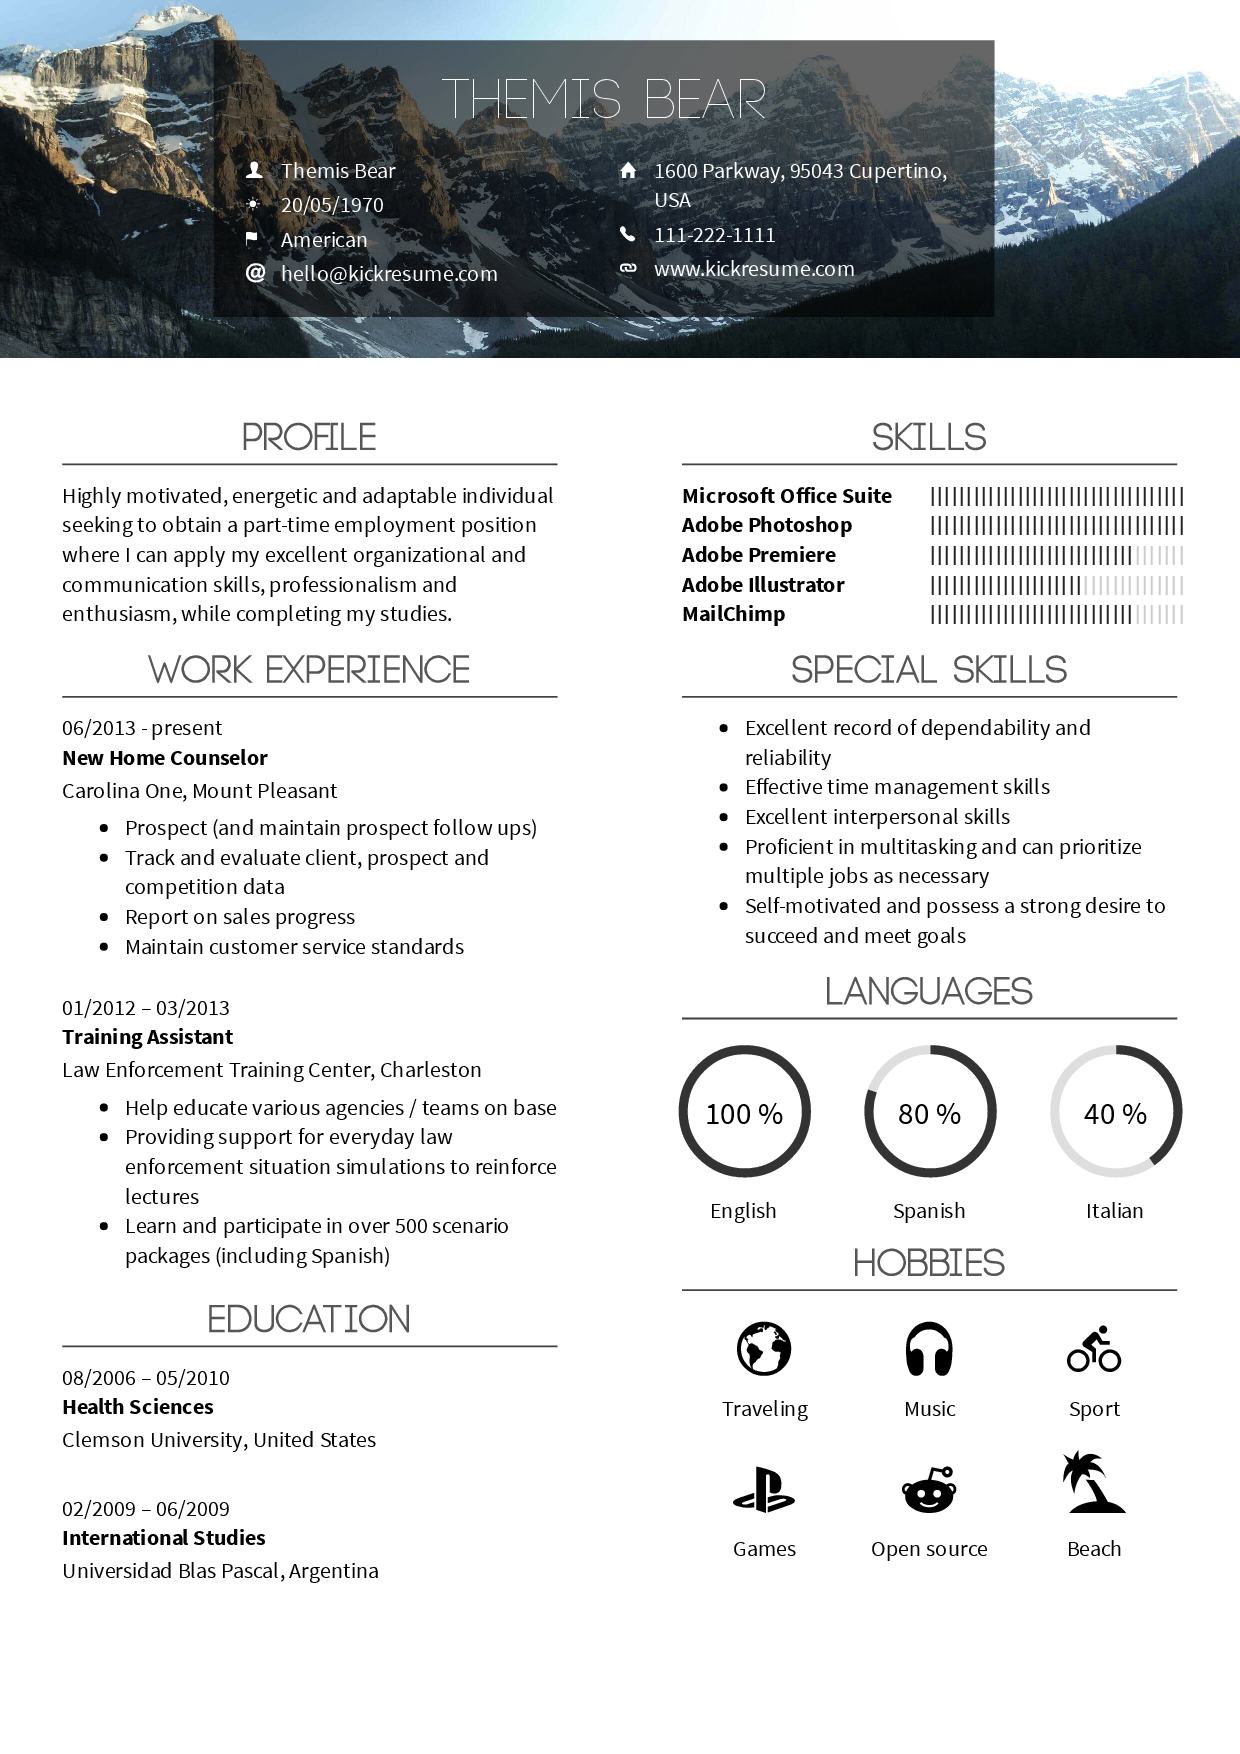 THEMIS BEAR
Themis Bear
20/05/1970
American
hello@kickresume.com
1600 Parkway, 95043 Cupertino,
USA
111-222-1111
www.kickresume.com
PROFILE
Highly motivated, energetic and adaptable individual
seeking to obtain a part-time employment position
where I can apply my excellent organizational and
communication skills, professionalism and
enthusiasm, while completing my studies.
WORK EXPERIENCE
06/2013 - present
New Home Counselor
Carolina One, Mount Pleasant
• Prospect (and maintain prospect follow ups)
• Track and evaluate client, prospect and
competition data
• Report on sales progress
• Maintain customer service standards
01/2012 – 03/2013
Training Assistant
Law Enforcement Training Center, Charleston
• Help educate various agencies / teams on base
• Providing support for everyday law
enforcement situation simulations to reinforce
lectures
• Learn and participate in over 500 scenario
packages (including Spanish)
EDUCATION
08/2006 – 05/2010
Health Sciences
Clemson University, United States
02/2009 – 06/2009
International Studies
Universidad Blas Pascal, Argentina
SKILLS
Microsoft Office Suite
Adobe Photoshop
Adobe Premiere
Adobe Illustrator
MailChimp
SPECIAL SKILLS
• Excellent record of dependability and
reliability
• Effective time management skills
• Excellent interpersonal skills
• Proficient in multitasking and can prioritize
multiple jobs as necessary
• Self-motivated and possess a strong desire to
succeed and meet goals
LANGUAGES
100 % 80 % 40 %
English Spanish Italian
HOBBIES
Traveling Music Sport
Games Open source Beach